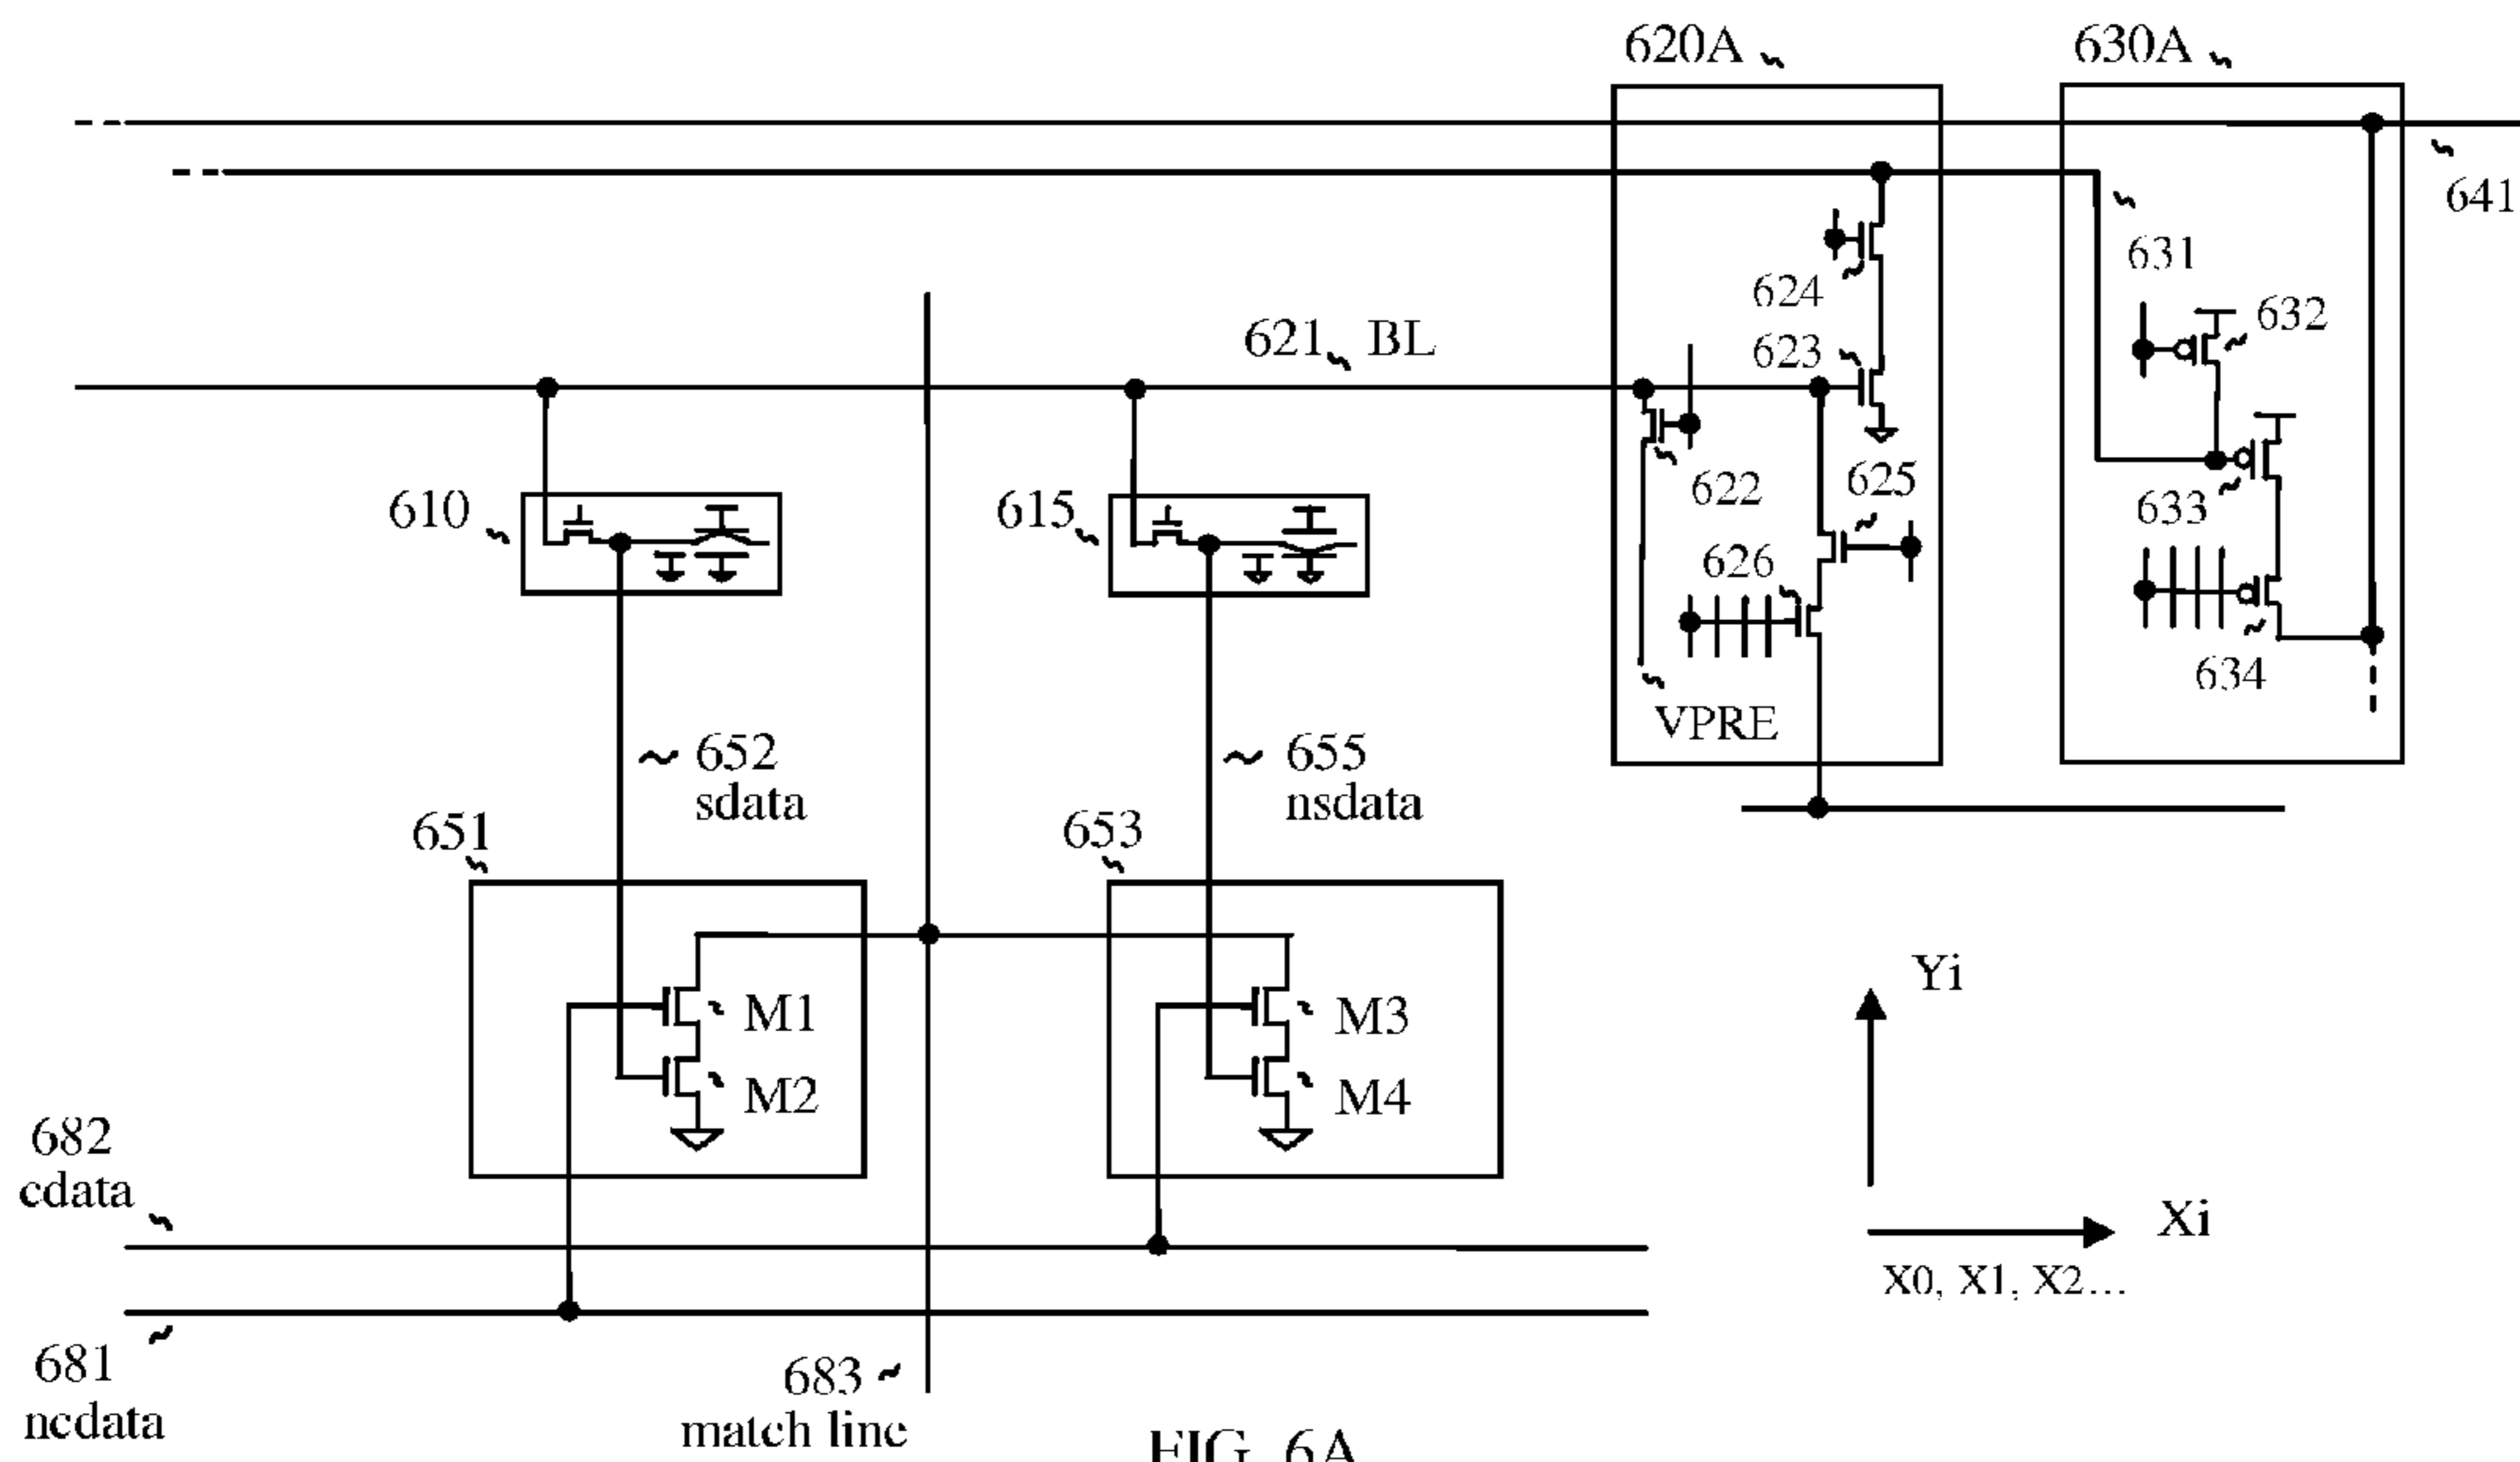 620A
630A
641
631
624
632
621 BL
623
610
615
622
625
633
626
634
VPRE
652
sdata
655
nsdata
651
653
Yi
M1
M3
M2
M4
682
cdata
Xi
X0, X1, X2...
681
ncdata
683
match line
FIG. 6A